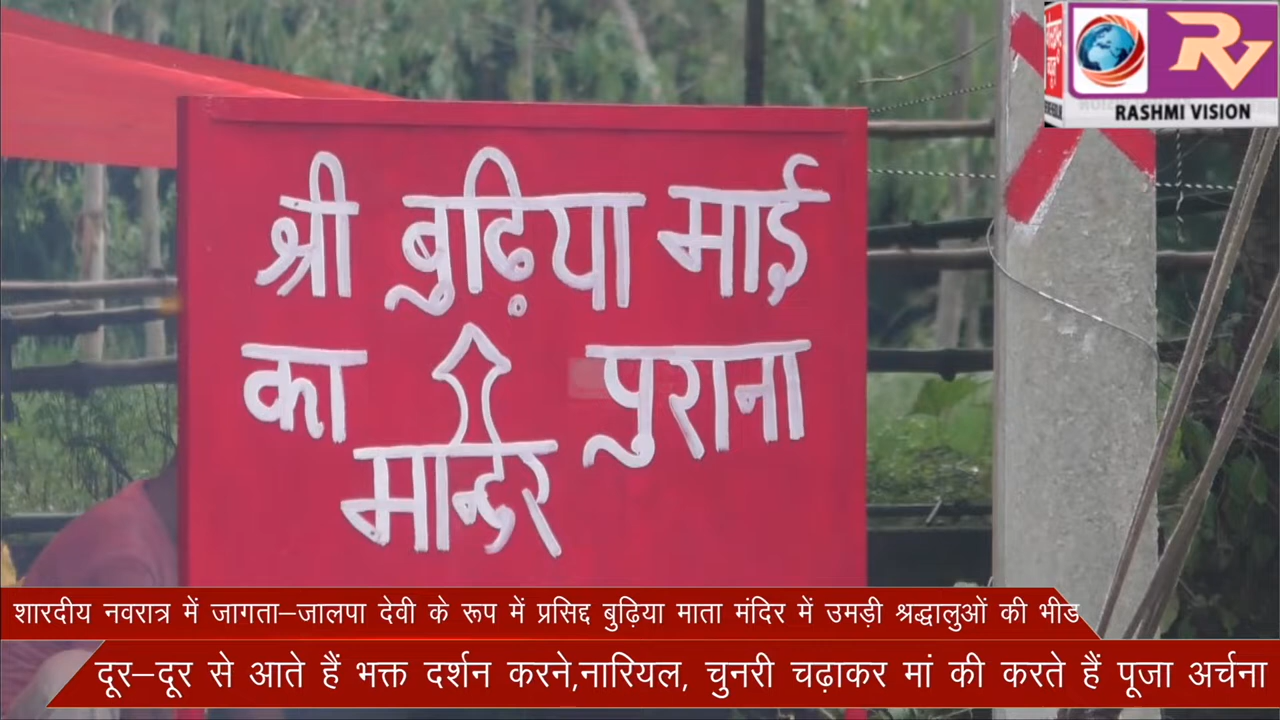 RASHMI VISION
श्री बुढ़िया माई
का पुराना
मन्दिर
शारदीय नवरात्र में जागता–जालपा देवी के रूप में प्रसिद्द बुढ़िया माता मंदिर में उमड़ी श्रद्धालुओं की भीड
दूर–दूर से आते हैं भक्त दर्शन करने,नारियल, चुनरी चढ़ाकर मां की करते हैं पूजा अर्चना